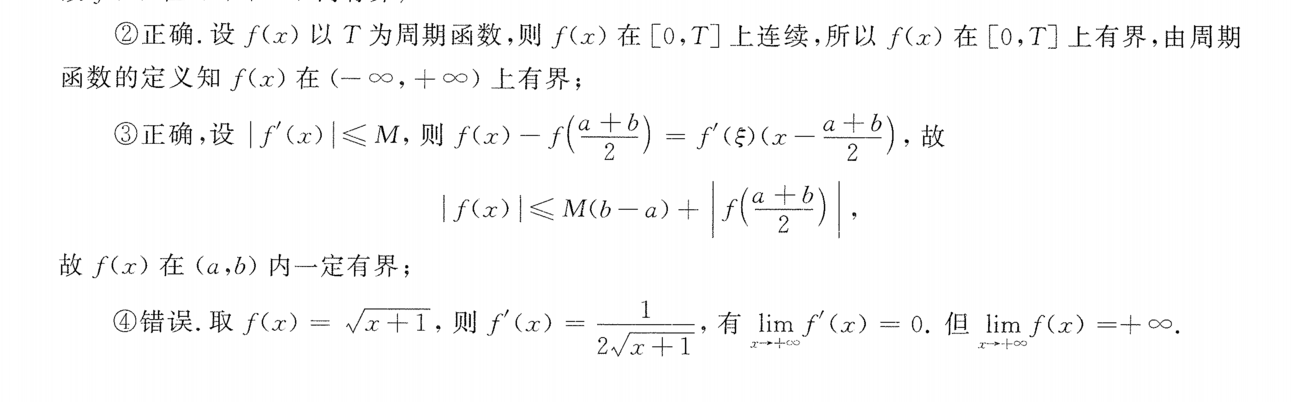 ②正确.设 f(x) 以 T 为周期函数,则 f(x) 在 [0,T] 上连续,所以 f(x) 在 [0,T] 上有界,由周期
函数的定义知 f(x) 在 (-∞,+∞) 上有界;
③正确,设 |f′(x)|≤M, 则 f(x)-f((a+b)/2) = f′(ξ)(x-(a+b)/2), 故
|f(x)|≤M(b-a)+|f((a+b)/2)|,
故 f(x) 在 (a,b) 内一定有界;
④错误.取 f(x) = √(x+1), 则 f′(x) = 1/(2√(x+1)), 有 lim_{x→+∞} f′(x) = 0. 但 lim_{x→+∞} f(x) =+∞.